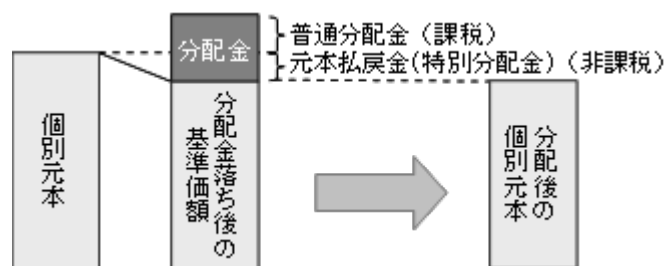 分配金
普通分配金（課税）
元本払戻金(特別分配金)（非課税）
個別元本
分配金落ち後の
基準価額
分配後の
個別元本